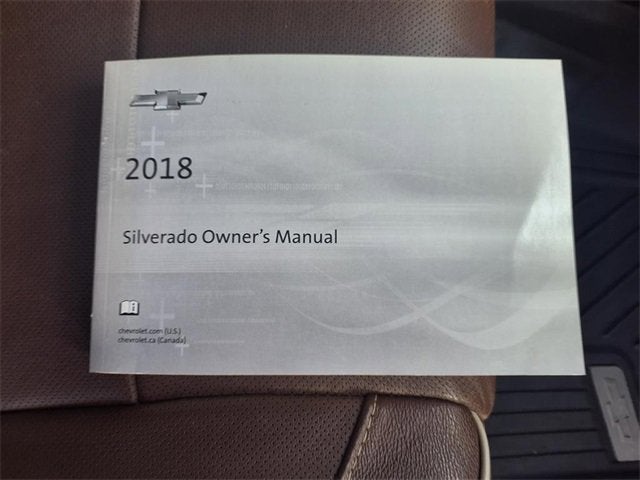 2018
Silverado Owner's Manual
chevrolet.com (U.S.)
chevrolet.ca (Canada)